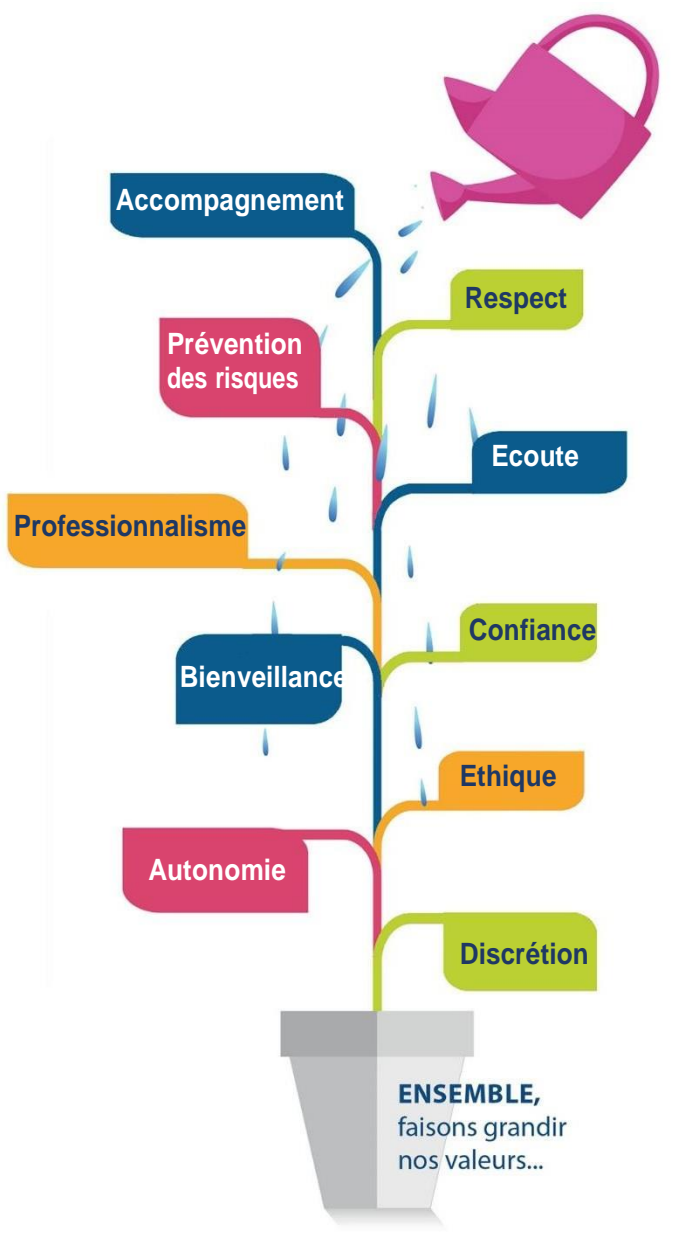 Accompagnement
Respect
Prévention
des risques
Ecoute
Professionnalisme
Confiance
Bienveillance
Ethique
Autonomie
Discrétion
ENSEMBLE,
faisons grandir
nos valeurs...